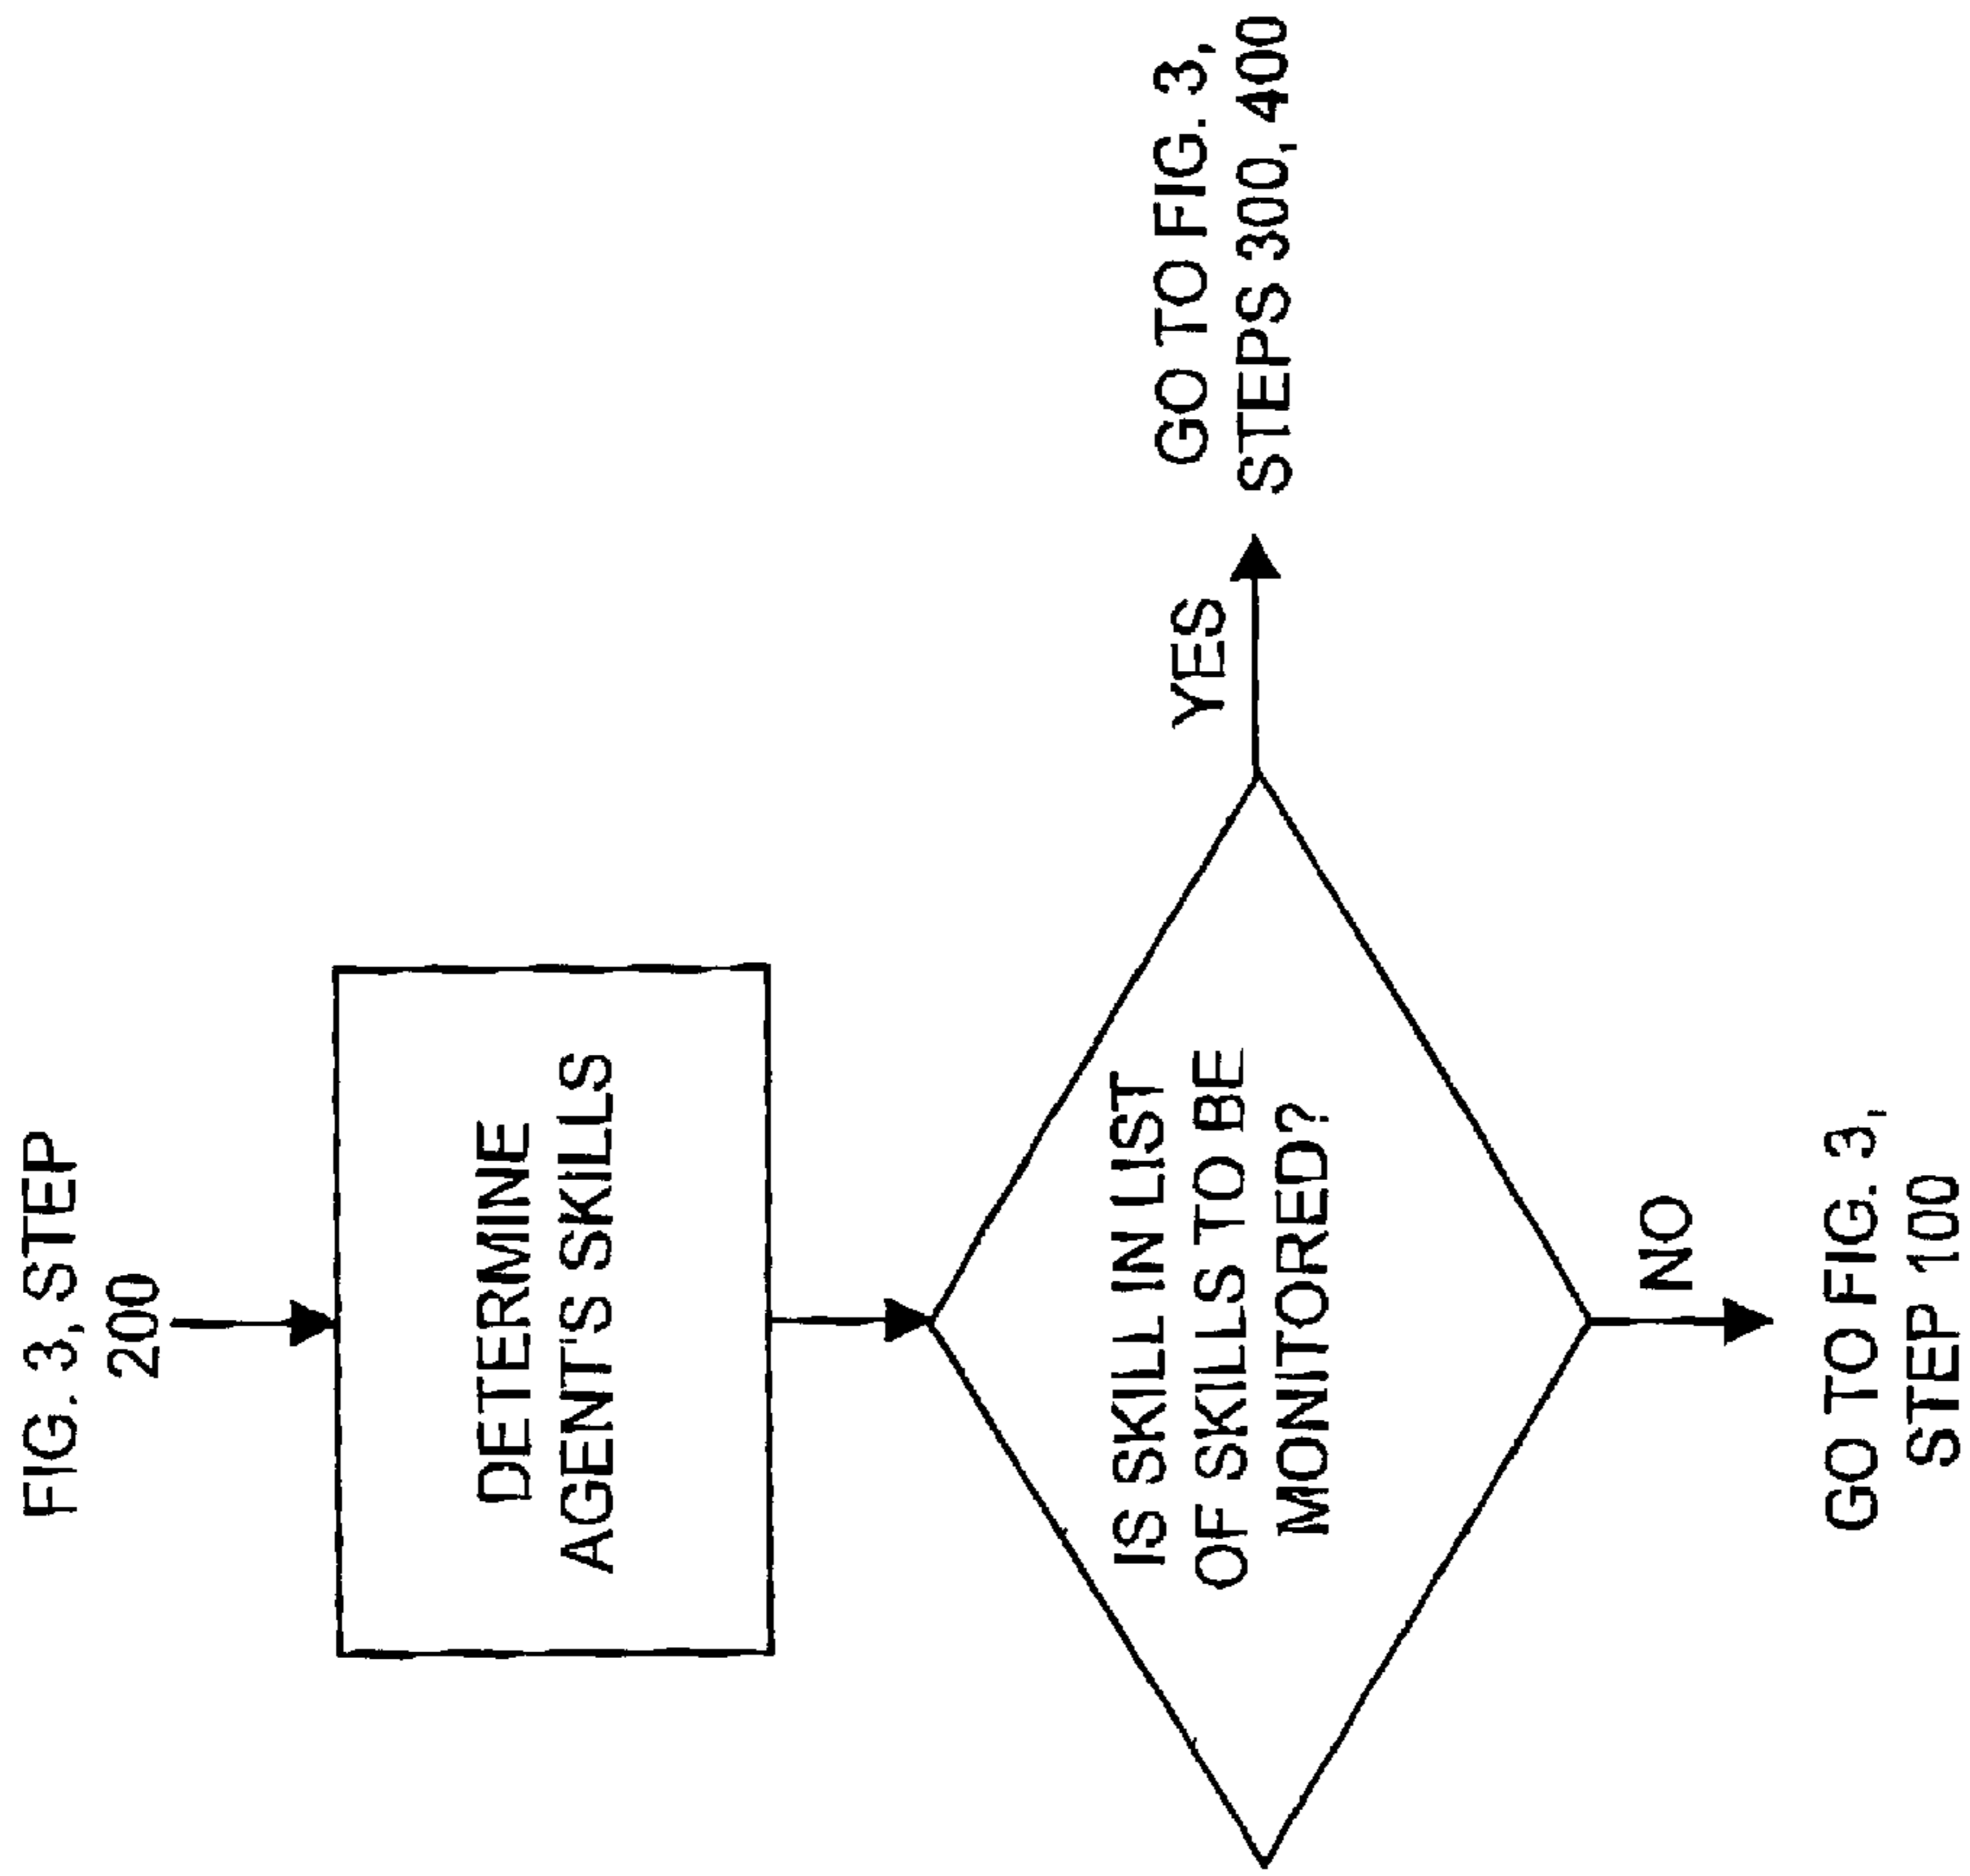 FIG. 3, STEP
200
DETERMINE
AGENT'S SKILLS
IS SKILL IN LIST
OF SKILLS TO BE
MONITORED?
YES
GO TO FIG. 3,
STEPS 300, 400
NO
GO TO FIG. 3,
STEP 100